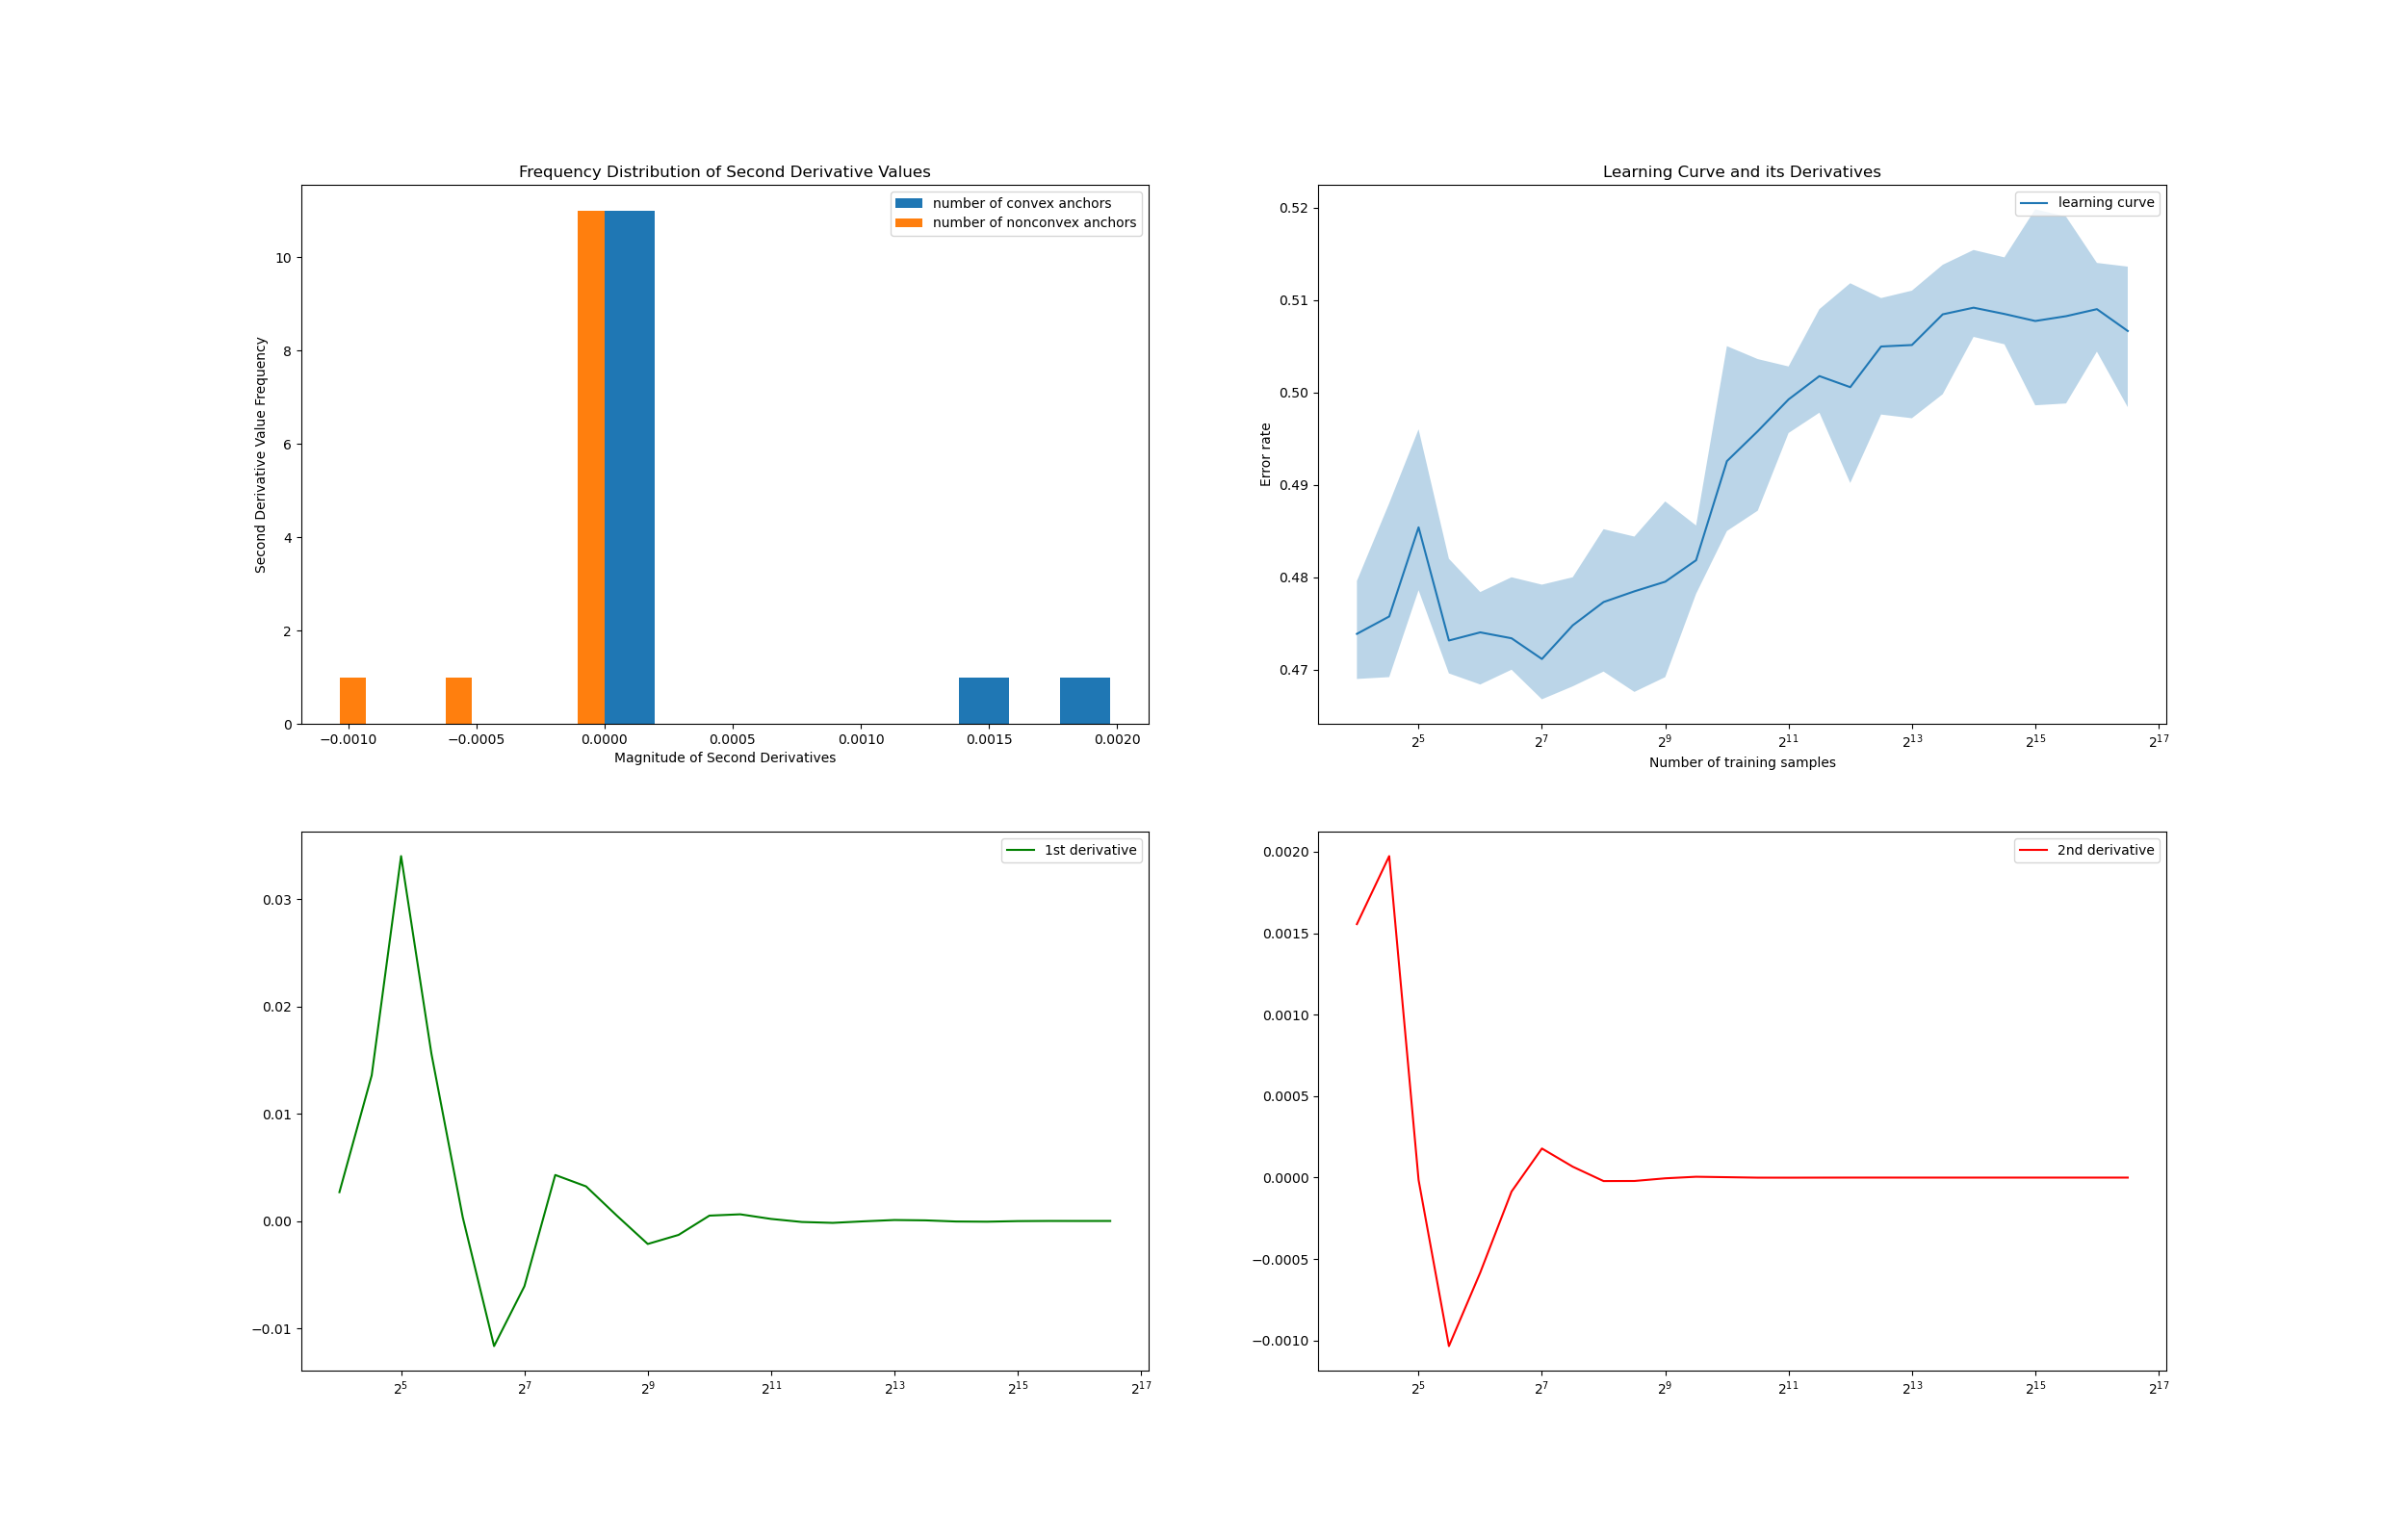 Frequency Distribution of Second Derivative Values
number of convex anchors
number of nonconvex anchors
Second Derivative Value Frequency
10
8
6
4
2
0
−0.0010 −0.0005 0.0000 0.0005 0.0010 0.0015 0.0020
Magnitude of Second Derivatives
Learning Curve and its Derivatives
learning curve
Error rate
0.52
0.51
0.50
0.49
0.48
0.47
2^5 2^7 2^9 2^11 2^13 2^15 2^17
Number of training samples
1st derivative
0.03
0.02
0.01
0.00
−0.01
2^5 2^7 2^9 2^11 2^13 2^15 2^17
2nd derivative
0.0020
0.0015
0.0010
0.0005
0.0000
−0.0005
−0.0010
2^5 2^7 2^9 2^11 2^13 2^15 2^17